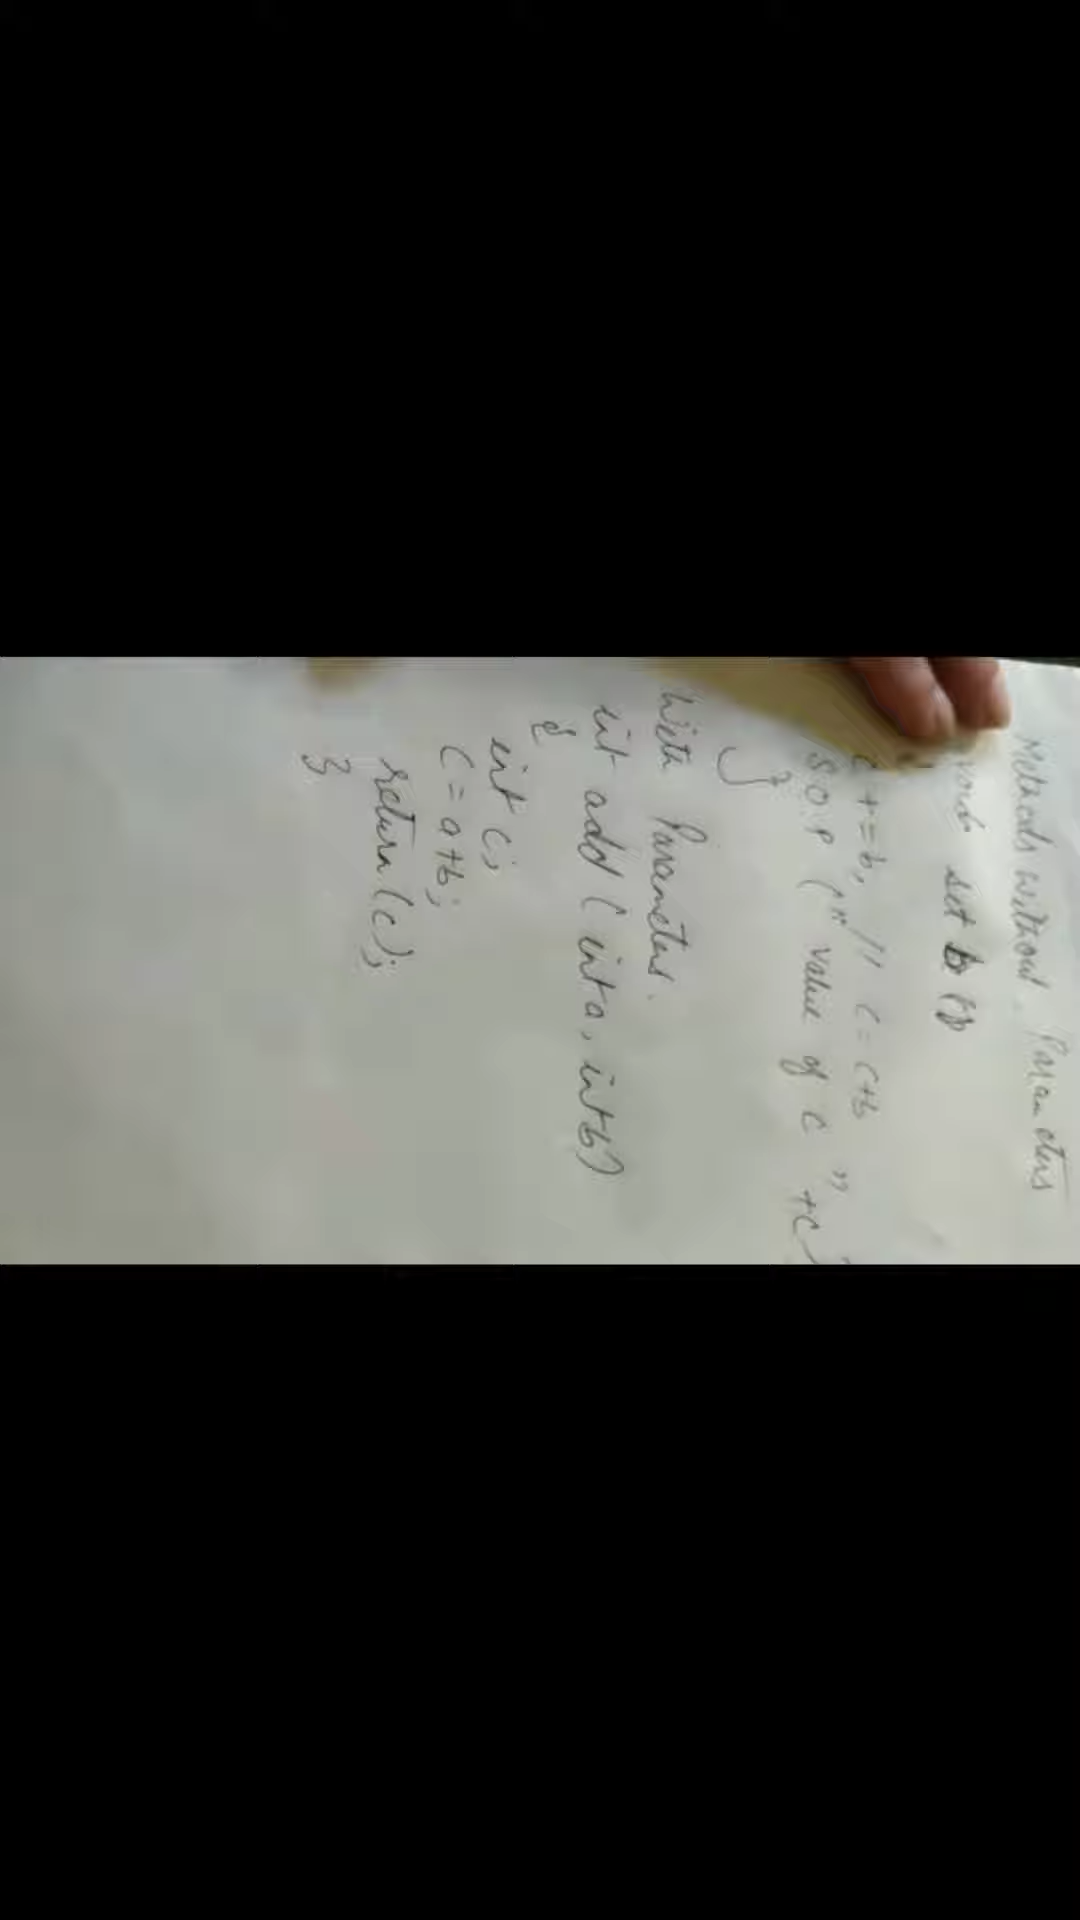 Methods without Parameters
void set b ()
c += b, // c = c+b
S.O.P (" value of c " +c)
}
With Parameters.
int add ( int a, int b)
{
int c;
c = a+b;
return (c);
}